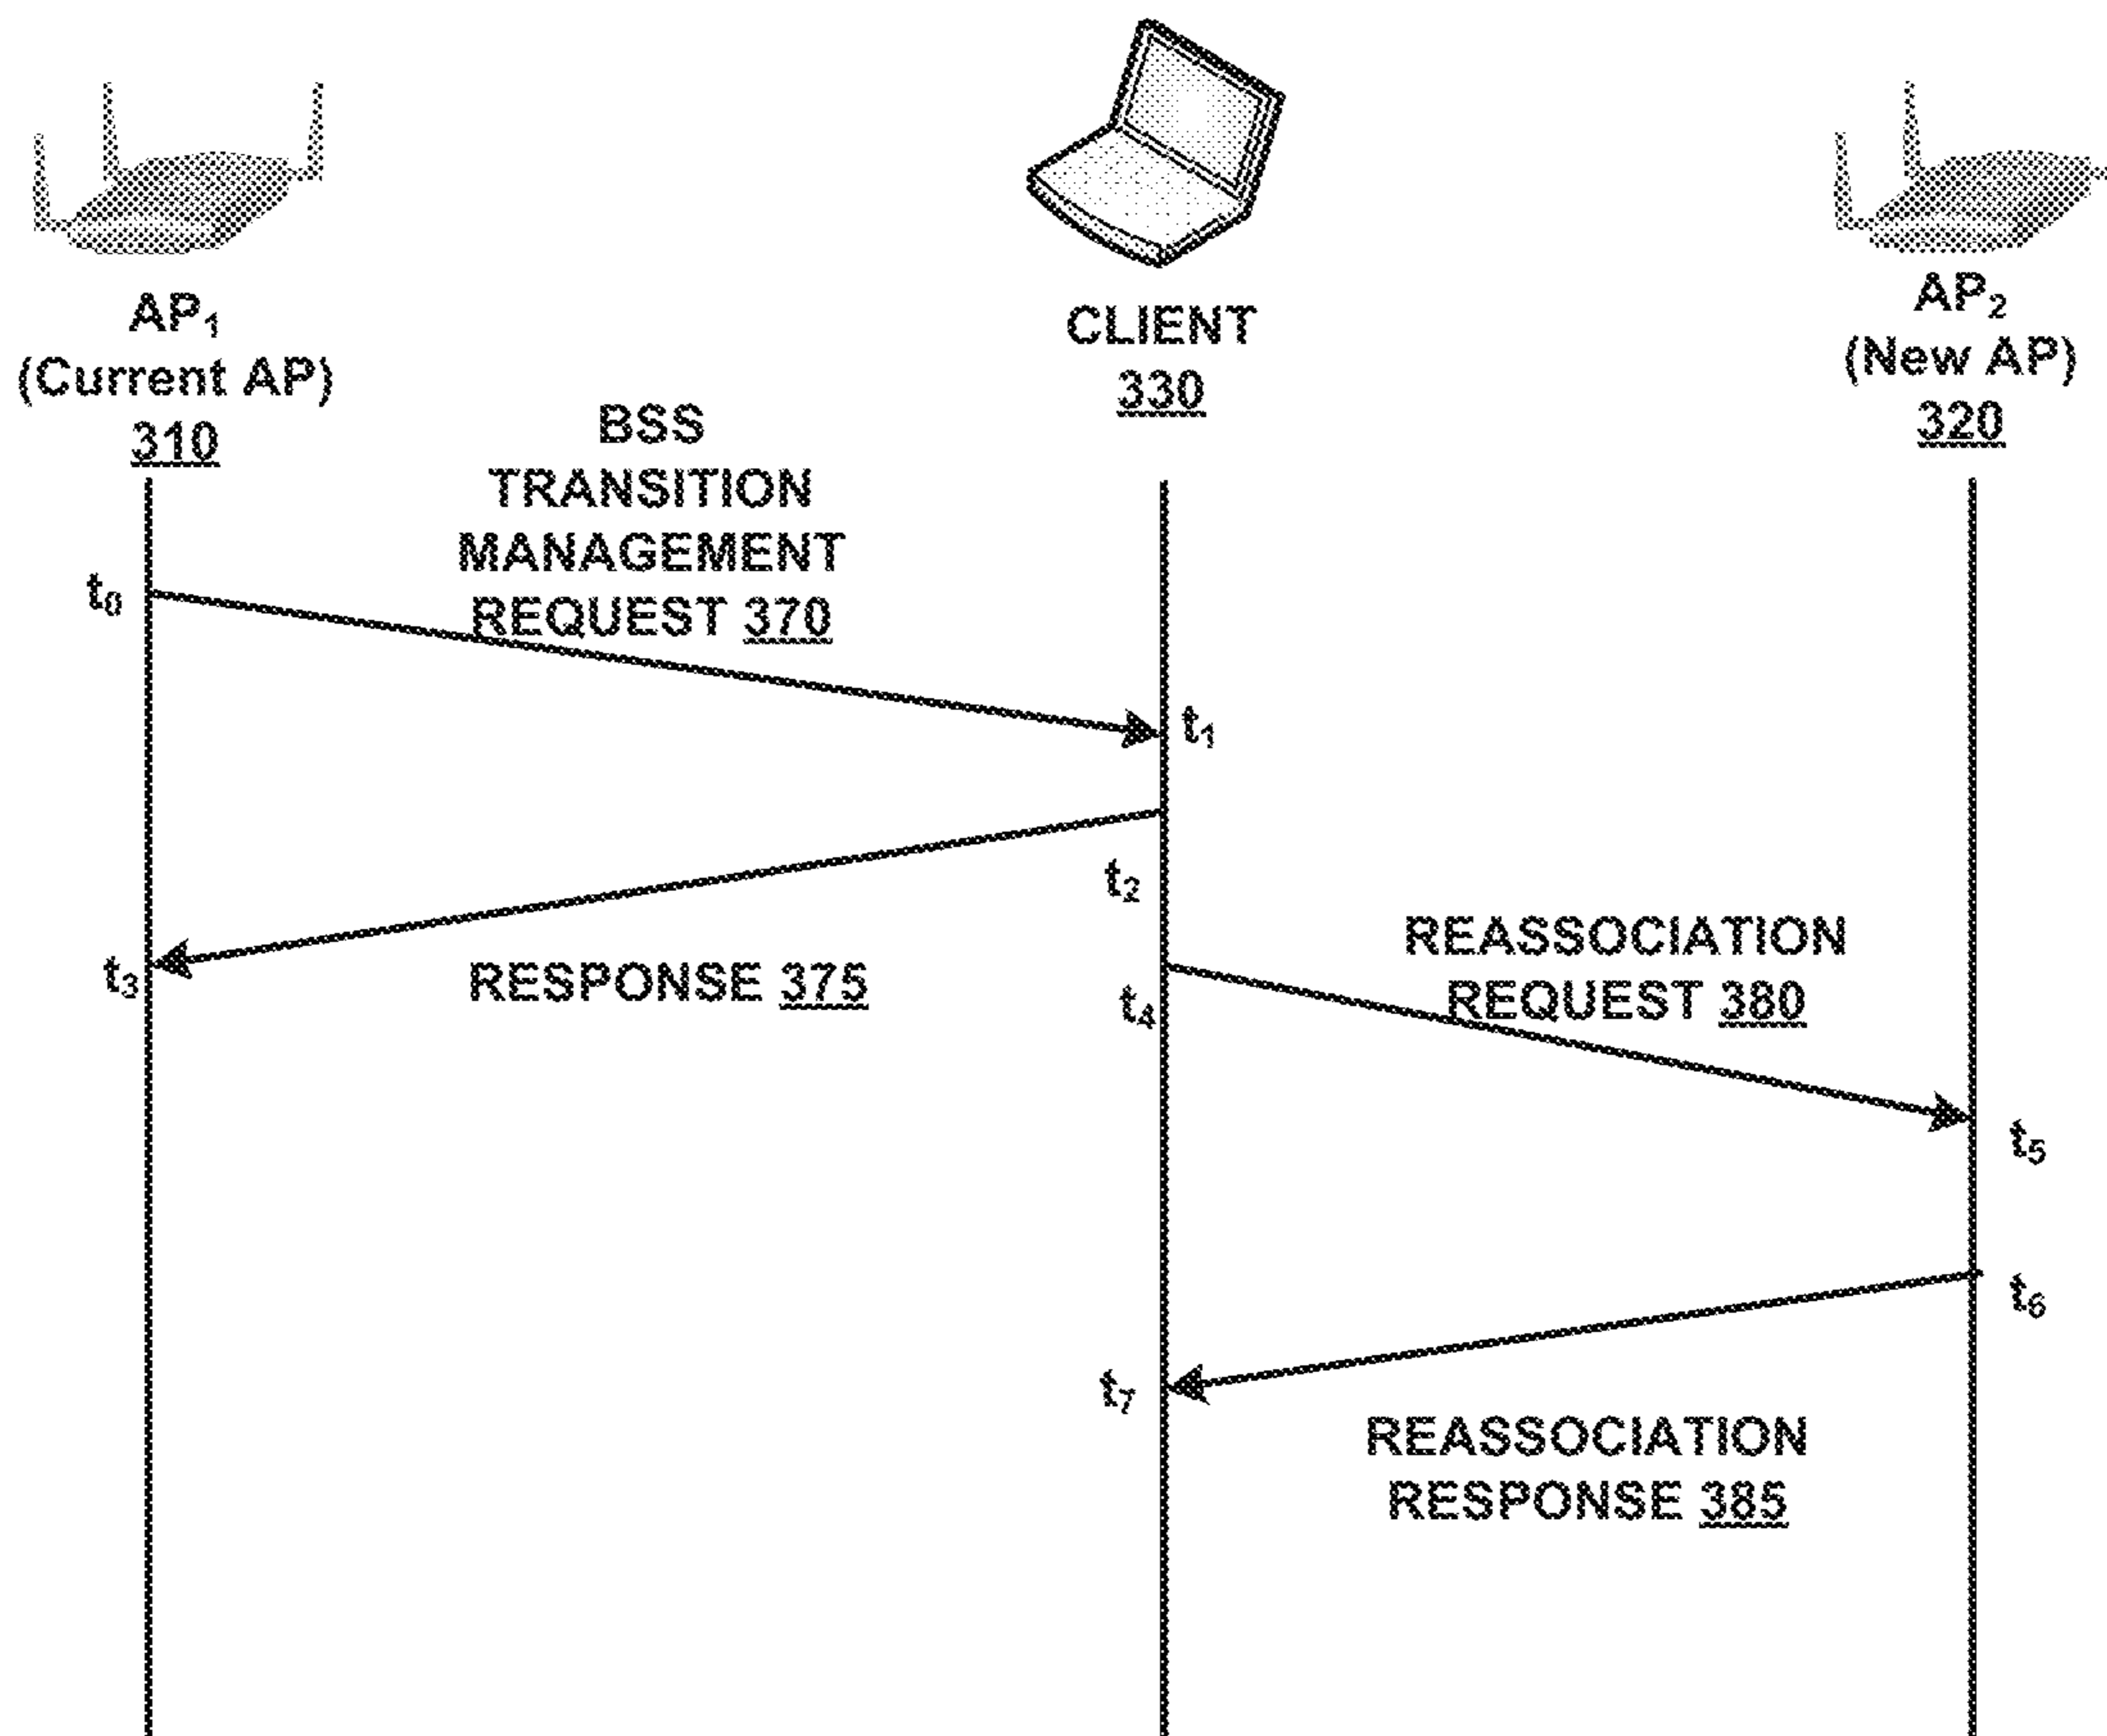 AP₁
(Current AP)
310
CLIENT
330
AP₂
(New AP)
320
BSS
TRANSITION
MANAGEMENT
REQUEST 370
t₀
t₁
t₂
t₃
RESPONSE 375
REASSOCIATION
REQUEST 380
t₄
t₅
t₆
t₇
REASSOCIATION
RESPONSE 385